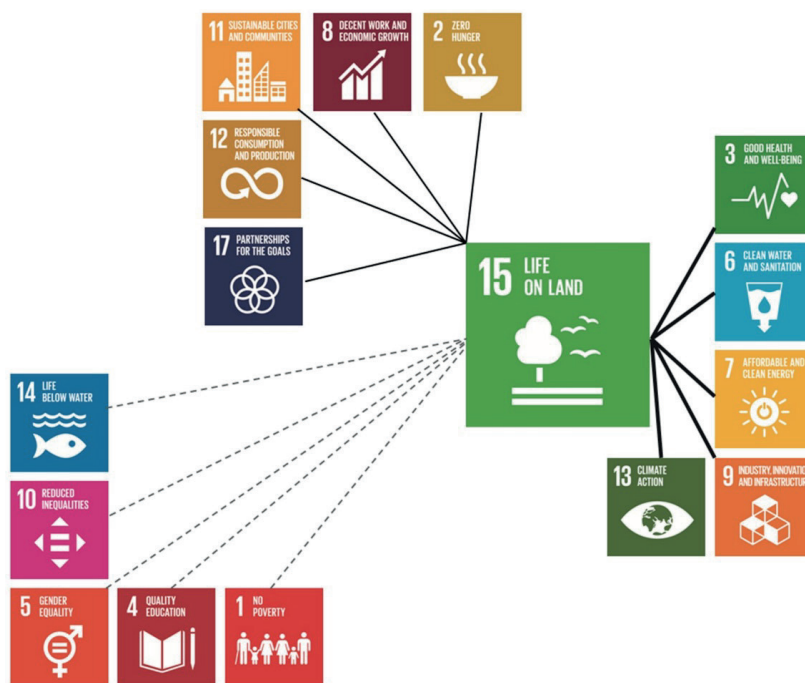 11 SUSTAINABLE CITIES
AND COMMUNITIES
8 DECENT WORK AND
ECONOMIC GROWTH
2 ZERO
HUNGER
12 RESPONSIBLE
CONSUMPTION
AND PRODUCTION
17 PARTNERSHIPS
FOR THE GOALS
15 LIFE
ON LAND
3 GOOD HEALTH
AND WELL-BEING
6 CLEAN WATER
AND SANITATION
7 AFFORDABLE AND
CLEAN ENERGY
13 CLIMATE
ACTION
9 INDUSTRY, INNOVATIO
AND INFRASTRUCTUR
14 LIFE
BELOW WATER
10 REDUCED
INEQUALITIES
5 GENDER
EQUALITY
4 QUALITY
EDUCATION
1 NO
POVERTY